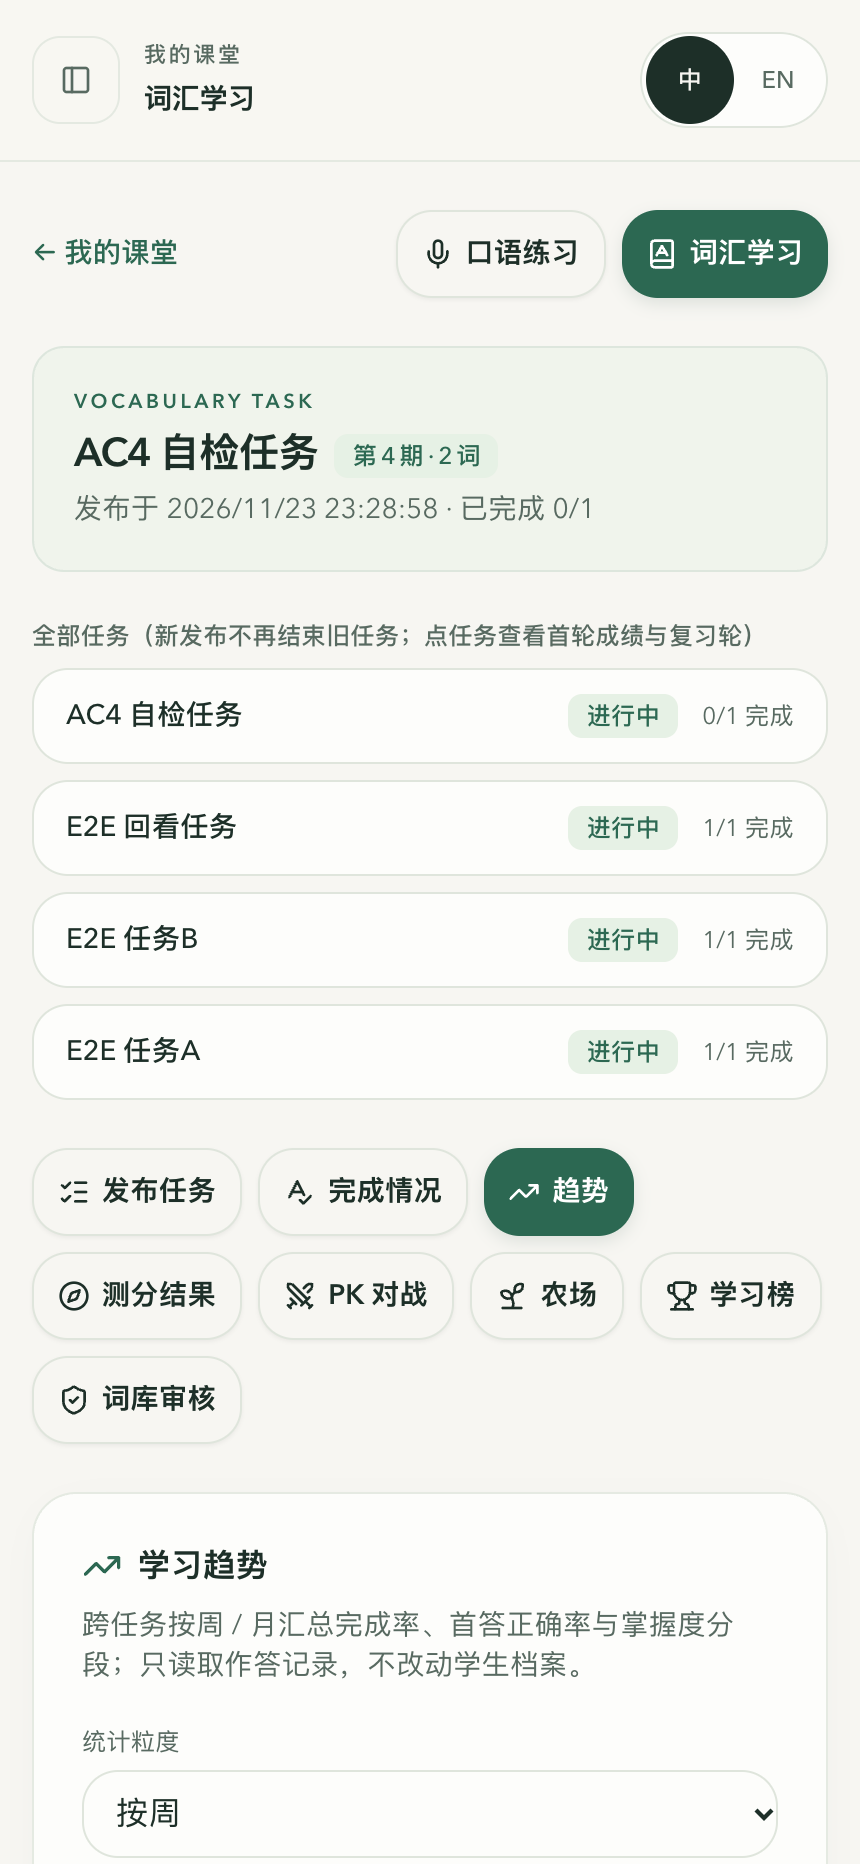 我的课堂
词汇学习
中
EN
← 我的课堂
口语练习
词汇学习
VOCABULARY TASK
AC4 自检任务
第 4 期 · 2 词
发布于 2026/11/23 23:28:58 · 已完成 0/1
全部任务（新发布不再结束旧任务；点任务查看首轮成绩与复习轮）
AC4 自检任务 进行中 0/1 完成
E2E 回看任务 进行中 1/1 完成
E2E 任务B 进行中 1/1 完成
E2E 任务A 进行中 1/1 完成
发布任务
完成情况
趋势
测分结果
PK 对战
农场
学习榜
词库审核
学习趋势
跨任务按周 / 月汇总完成率、首答正确率与掌握度分
段；只读取作答记录，不改动学生档案。
统计粒度
按周